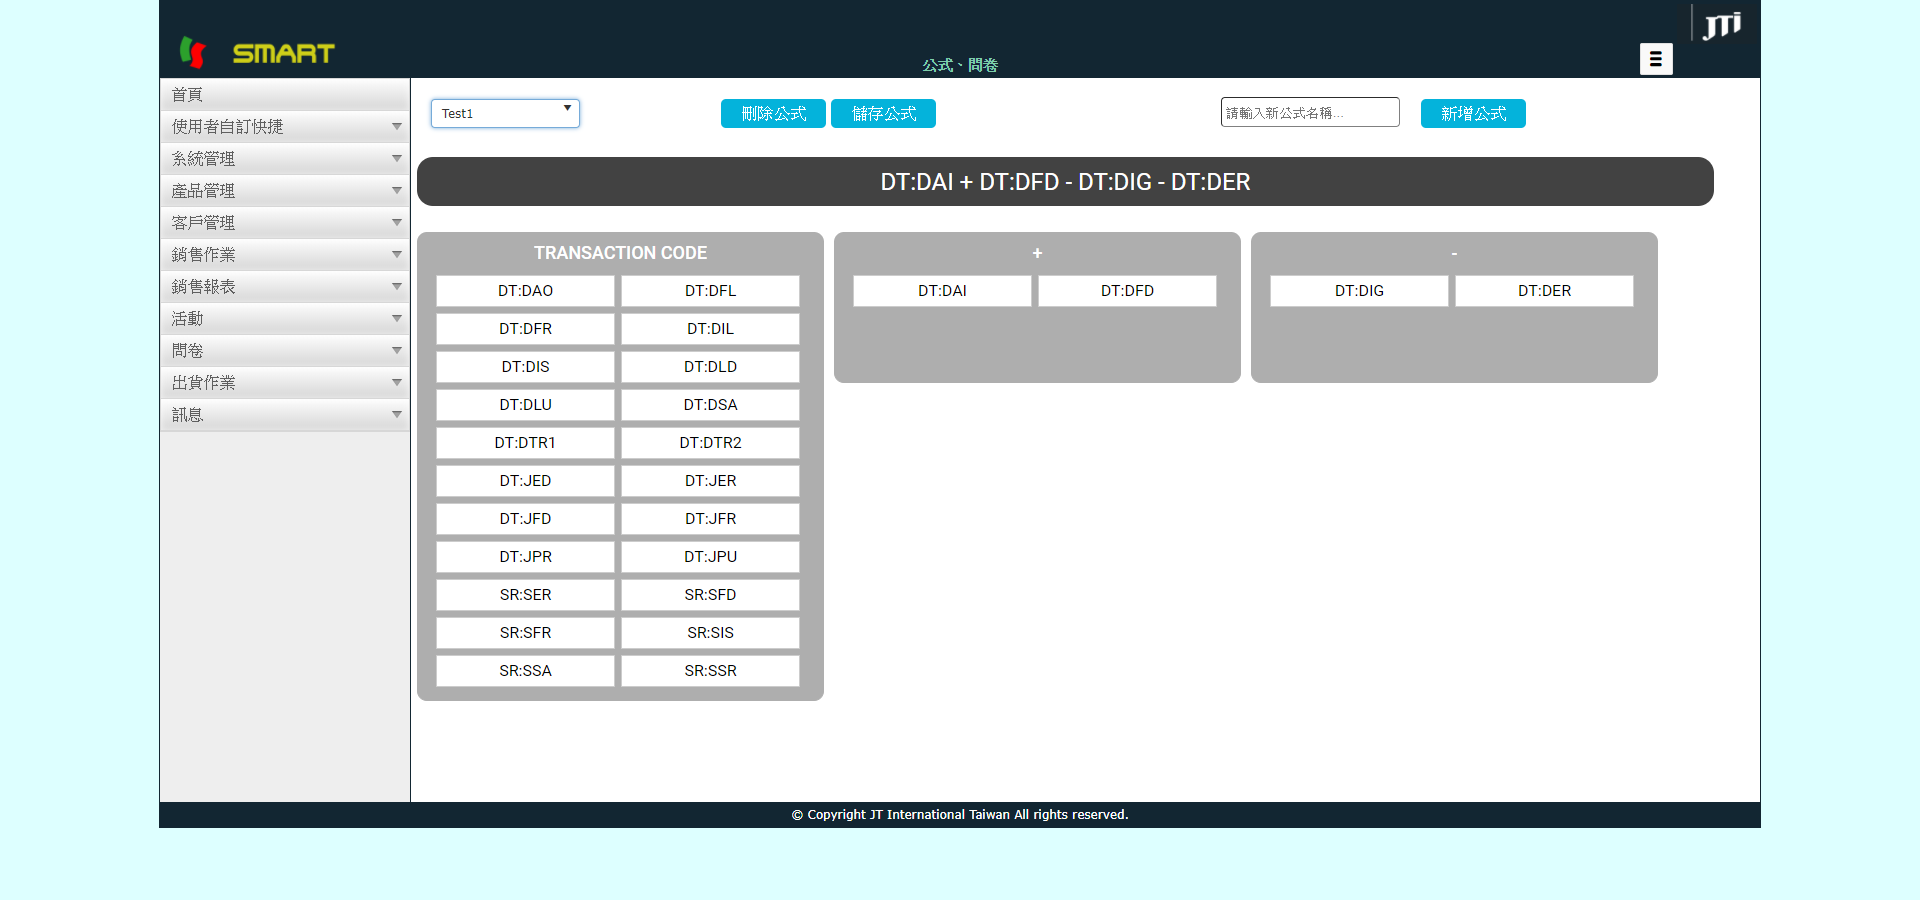 JTi
SMART
公式、問卷
首頁
使用者自訂快捷
系統管理
產品管理
客戶管理
銷售作業
銷售報表
活動
問卷
出貨作業
訊息
Test1
刪除公式
儲存公式
請輸入新公式名稱...
新增公式
DT:DAI + DT:DFD - DT:DIG - DT:DER
TRANSACTION CODE
DT:DAO DT:DFL
DT:DFR DT:DIL
DT:DIS DT:DLD
DT:DLU DT:DSA
DT:DTR1 DT:DTR2
DT:JED DT:JER
DT:JFD DT:JFR
DT:JPR DT:JPU
SR:SER SR:SFD
SR:SFR SR:SIS
SR:SSA SR:SSR
+
DT:DAI DT:DFD
-
DT:DIG DT:DER
© Copyright JT International Taiwan All rights reserved.